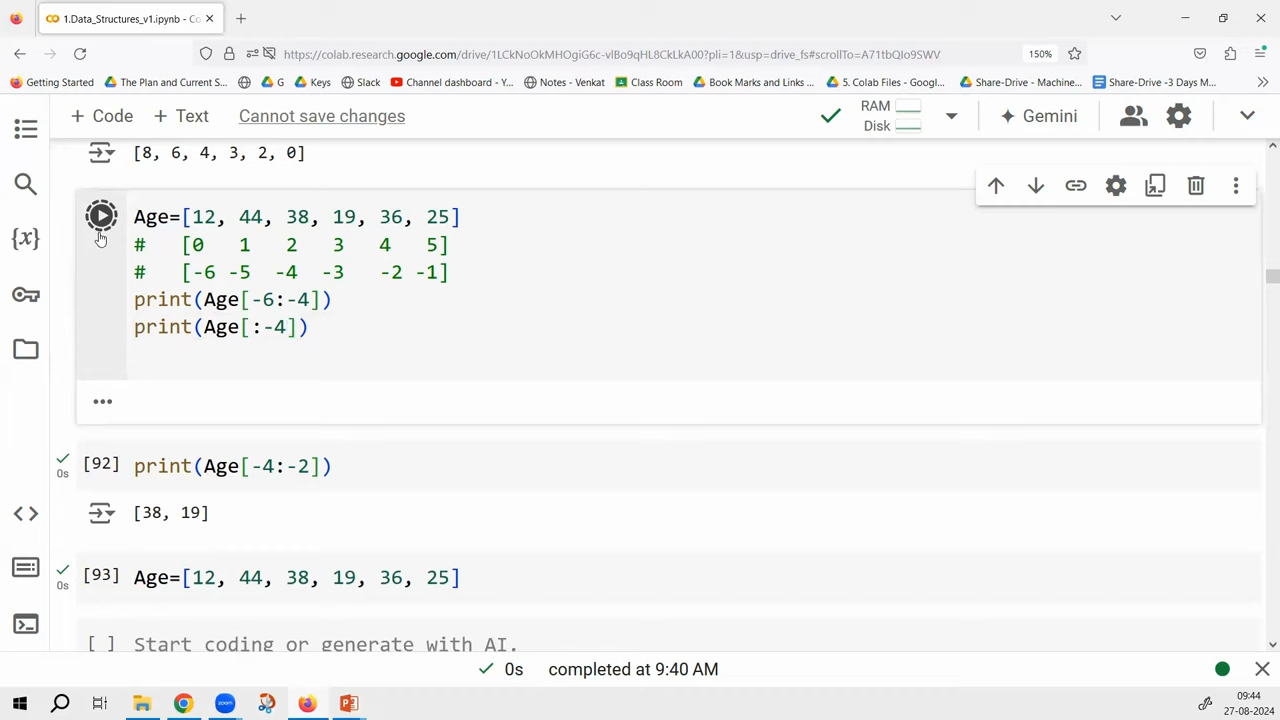 1.Data_Structures_v1.ipynb - Co
https://colab.research.google.com/drive/1LCkNoOkMHOgiG6c-vlBo9qHL8CkLkA00?pli=1&usp=drive_fs#scrollTo=A71tbQIo9SWV
150%
Getting Started
The Plan and Current S...
G
Keys
Slack
Channel dashboard - Y...
Notes - Venkat
Class Room
Book Marks and Links ...
5. Colab Files - Googl...
Share-Drive - Machine...
Share-Drive -3 Days M...
+ Code
+ Text
Cannot save changes
RAM
Disk
Gemini
[8, 6, 4, 3, 2, 0]
Age=[12, 44, 38, 19, 36, 25]
# [0 1 2 3 4 5]
# [-6 -5 -4 -3 -2 -1]
print(Age[-6:-4])
print(Age[:-4])
[92] print(Age[-4:-2])
0s
[38, 19]
[93] Age=[12, 44, 38, 19, 36, 25]
0s
[ ] Start coding or generate with AI.
0s completed at 9:40 AM
zoom
09:44
27-08-2024